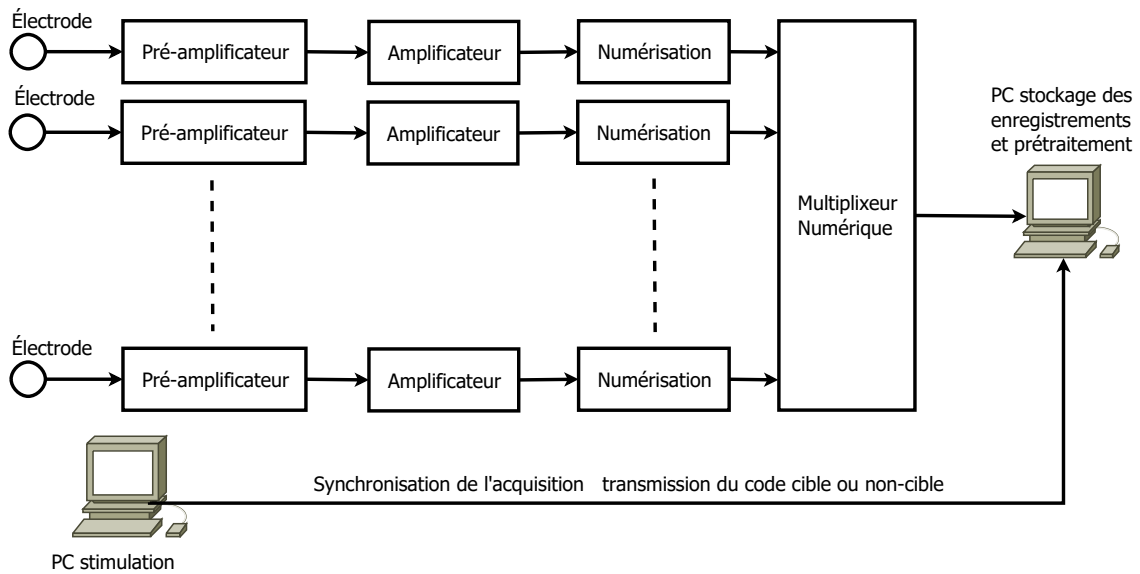 Électrode
Pré-amplificateur
Amplificateur
Numérisation
Électrode
Pré-amplificateur
Amplificateur
Numérisation
PC stockage des
enregistrements
et prétraitement
Multiplixeur
Numérique
Électrode
Pré-amplificateur
Amplificateur
Numérisation
Synchronisation de l'acquisition transmission du code cible ou non-cible
PC stimulation